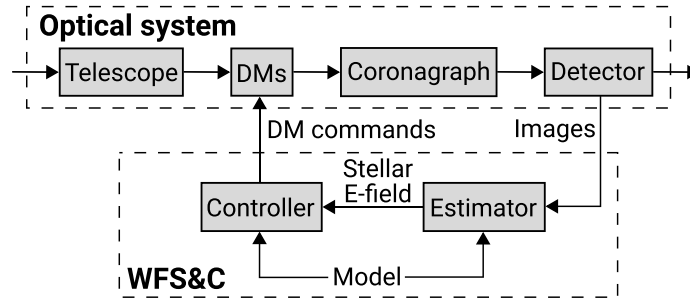 Optical system
Telescope
DMs
Coronagraph
Detector
DM commands
Images
Stellar
E-field
Controller
Estimator
WFS&C
Model